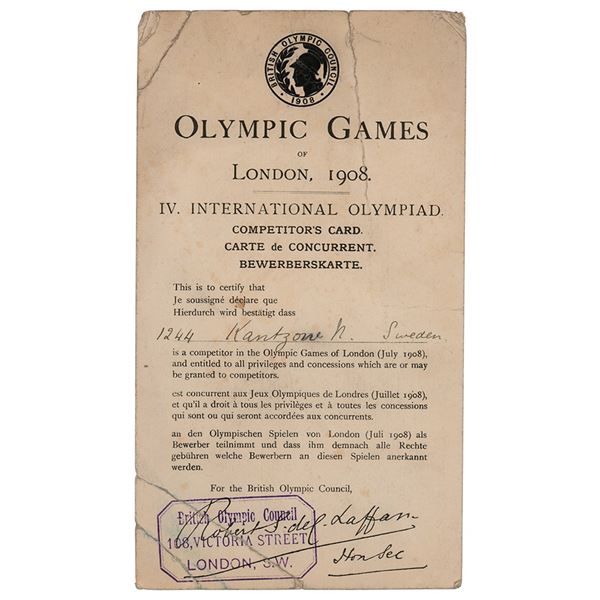 BRITISH OLYMPIC COUNCIL
1908
OLYMPIC GAMES
OF
LONDON, 1908.
IV. INTERNATIONAL OLYMPIAD.
COMPETITOR'S CARD.
CARTE de CONCURRENT.
BEWERBERSKARTE.
This is to certify that
Je soussigné déclare que
Hierdurch wird bestätigt dass
1244 Kantzow N. Sweden
is a competitor in the Olympic Games of London (July 1908),
and entitled to all privileges and concessions which are or may
be granted to competitors.
est concurrent aux Jeux Olympiques de Londres (Juillet 1908),
et qu'il a droit à tous les privilèges et à toutes les concessions
qui sont ou qui seront accordées aux concurrents.
an den Olympischen Spielen von London (Juli 1908) als
Bewerber teilnimmt und dass ihm demnach alle Rechte
gebühren welche Bewerbern an diesen Spielen anerkannt
werden.
For the British Olympic Council,
British Olympic Council
Robert S. de C. Laffan
108, VICTORIA STREET
Hon Sec
LONDON, S.W.